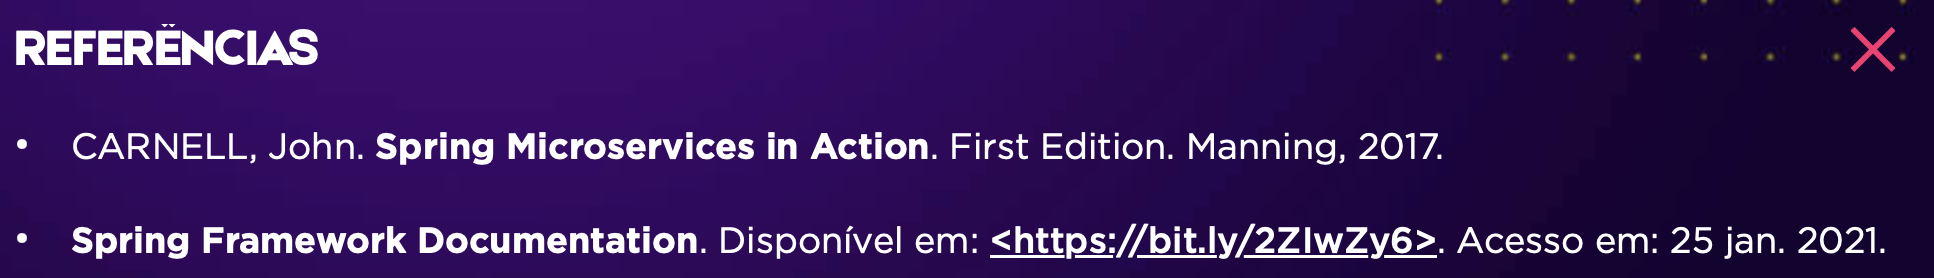 REFERÊNCIAS
• CARNELL, John. Spring Microservices in Action. First Edition. Manning, 2017.
• Spring Framework Documentation. Disponível em: <https://bit.ly/2ZIwZy6>. Acesso em: 25 jan. 2021.